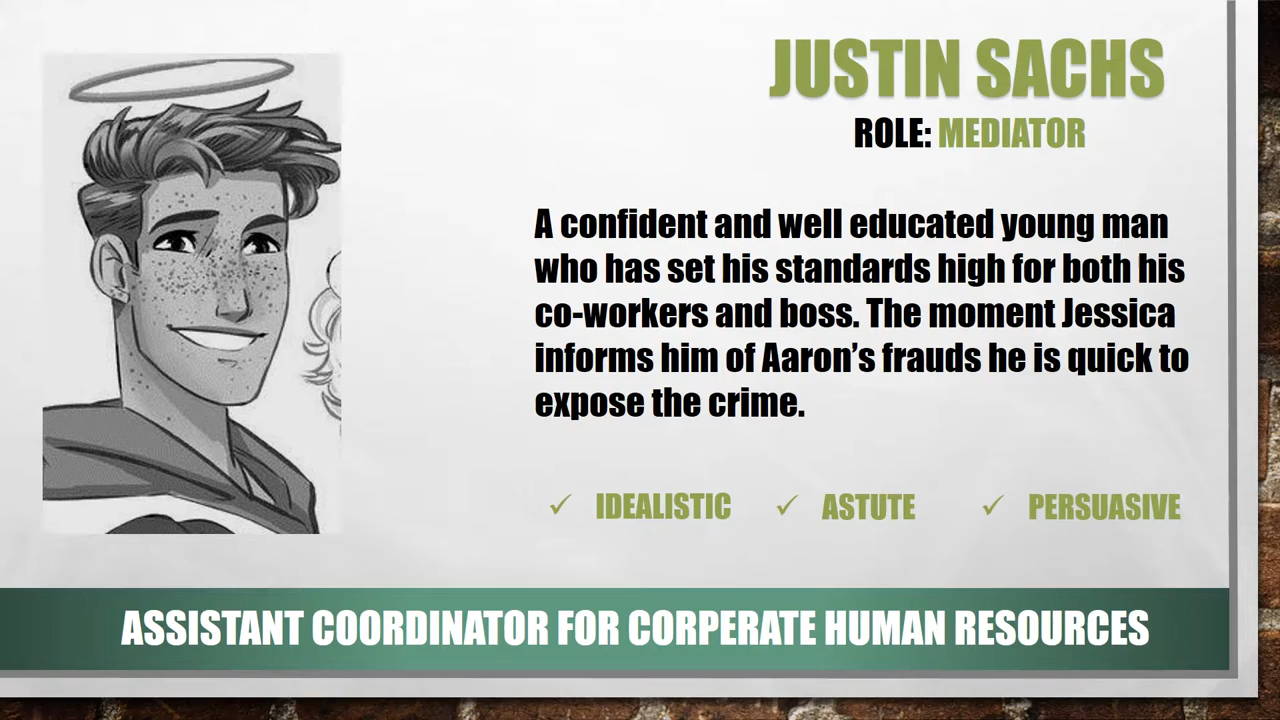 JUSTIN SACHS
ROLE: MEDIATOR
A confident and well educated young man
who has set his standards high for both his
co-workers and boss. The moment Jessica
informs him of Aaron’s frauds he is quick to
expose the crime.
✓ IDEALISTIC ✓ ASTUTE ✓ PERSUASIVE
ASSISTANT COORDINATOR FOR CORPERATE HUMAN RESOURCES